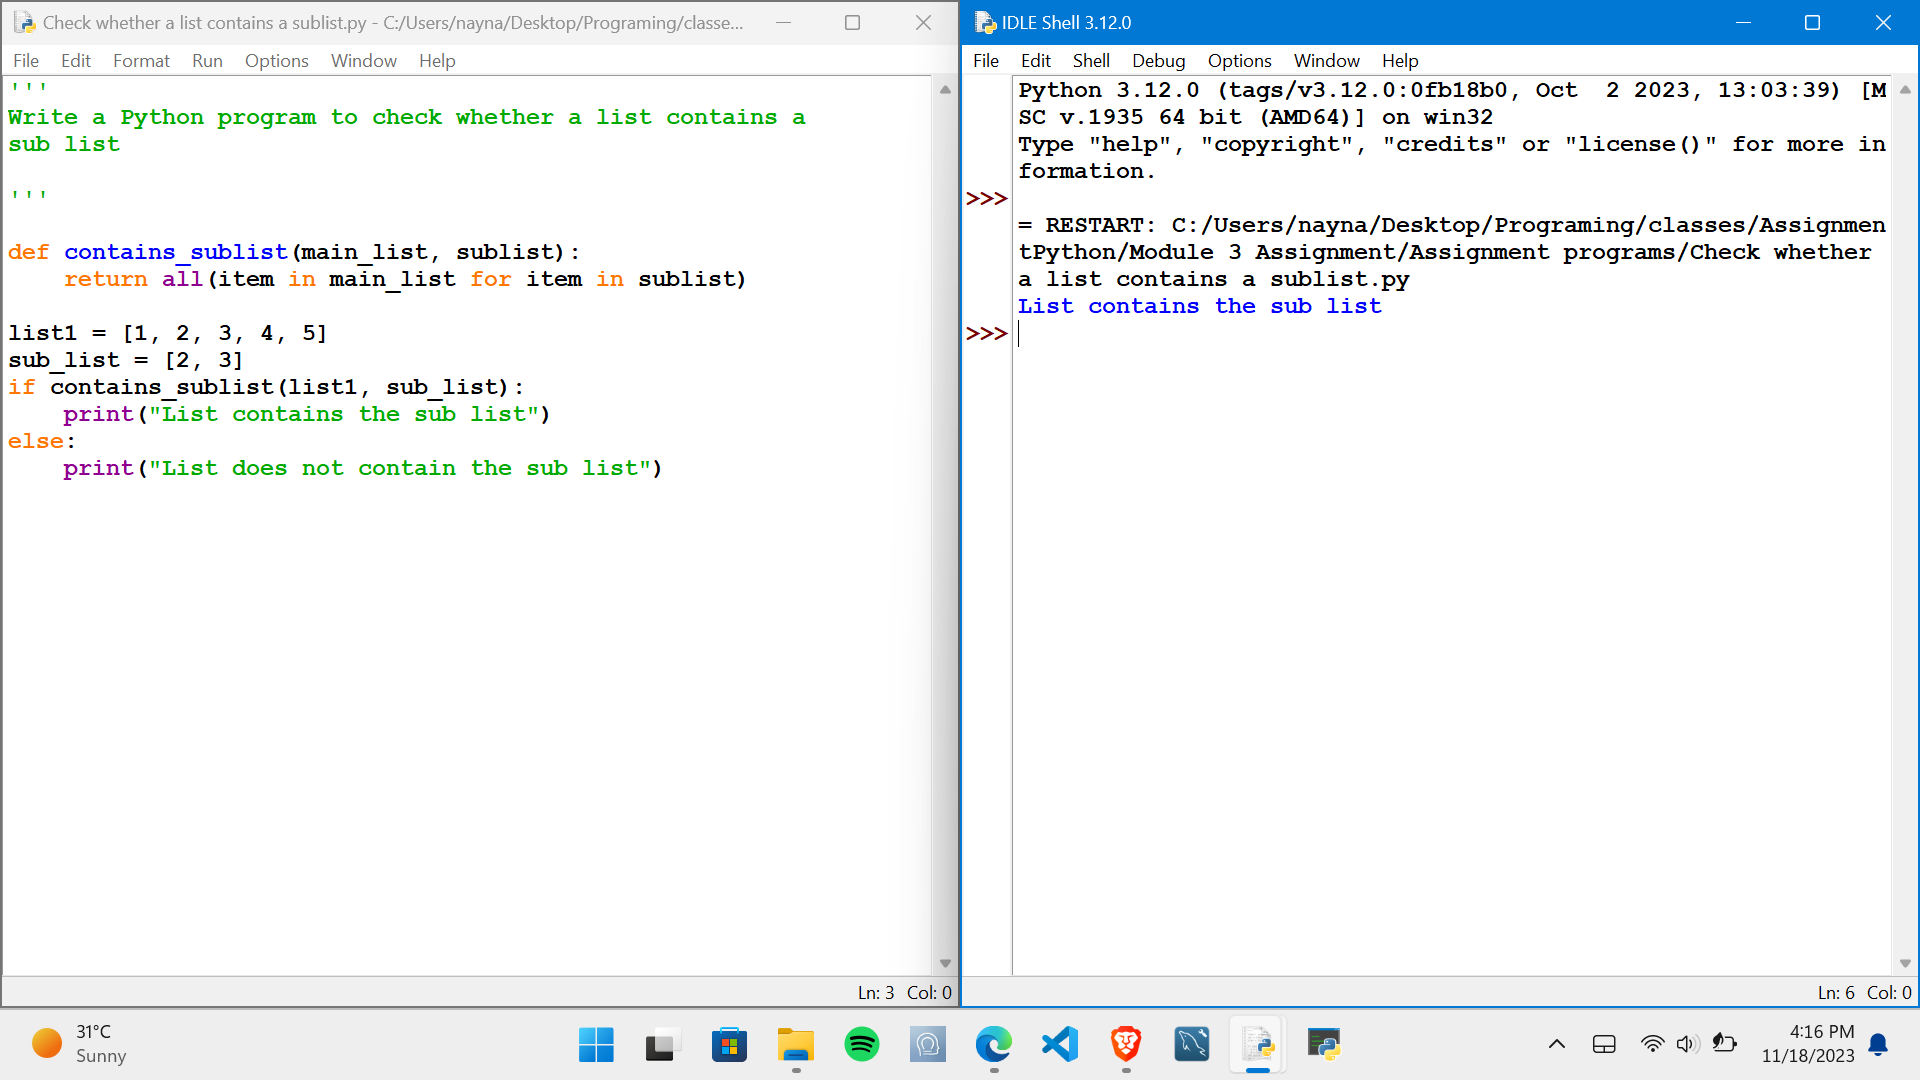 Check whether a list contains a sublist.py - C:/Users/nayna/Desktop/Programing/classe...
File Edit Format Run Options Window Help
'''
Write a Python program to check whether a list contains a
sub list
'''
def contains_sublist(main_list, sublist):
    return all(item in main_list for item in sublist)
list1 = [1, 2, 3, 4, 5]
sub_list = [2, 3]
if contains_sublist(list1, sub_list):
    print("List contains the sub list")
else:
    print("List does not contain the sub list")
Ln: 3 Col: 0
IDLE Shell 3.12.0
File Edit Shell Debug Options Window Help
Python 3.12.0 (tags/v3.12.0:0fb18b0, Oct  2 2023, 13:03:39) [M
SC v.1935 64 bit (AMD64)] on win32
Type "help", "copyright", "credits" or "license()" for more in
formation.
>>>
= RESTART: C:/Users/nayna/Desktop/Programing/classes/Assignmen
tPython/Module 3 Assignment/Assignment programs/Check whether
a list contains a sublist.py
List contains the sub list
>>>
Ln: 6 Col: 0
31°C
Sunny
4:16 PM
11/18/2023